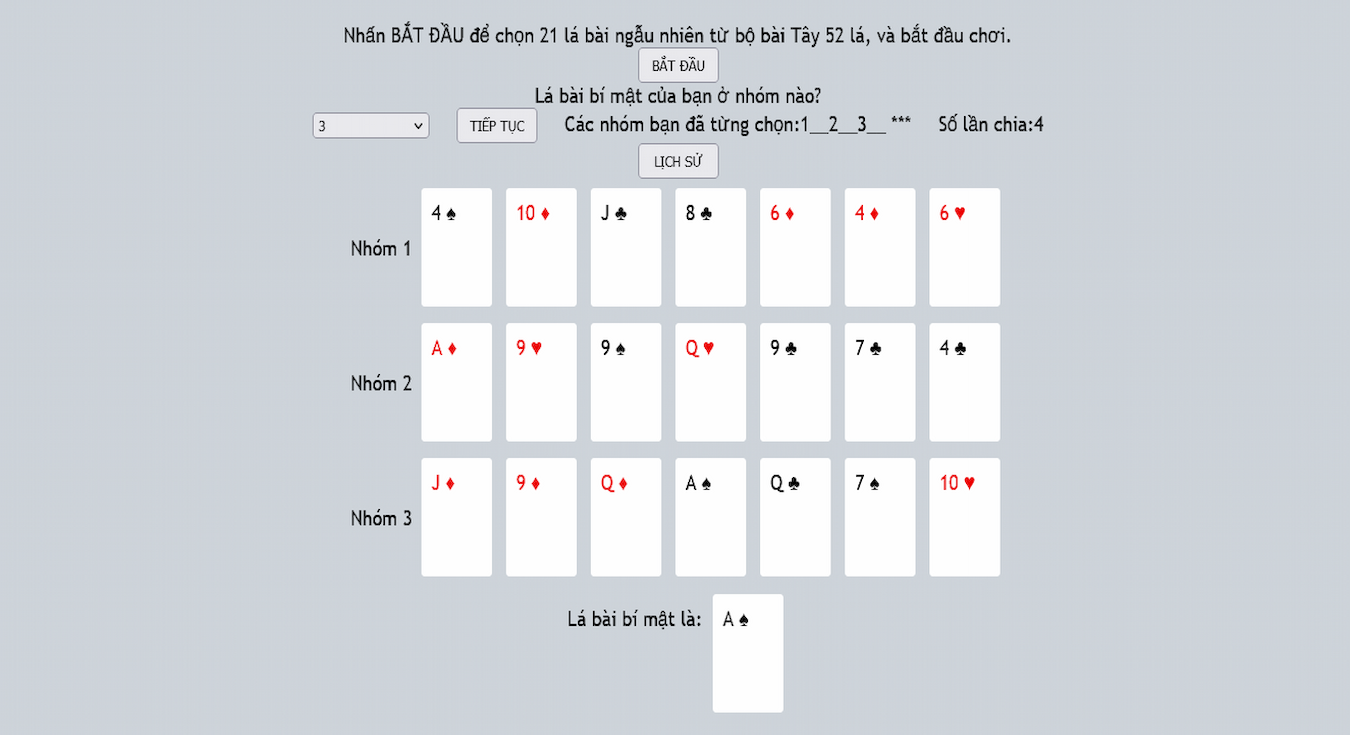 Nhấn BẮT ĐẦU để chọn 21 lá bài ngẫu nhiên từ bộ bài Tây 52 lá, và bắt đầu chơi.
BẮT ĐẦU
Lá bài bí mật của bạn ở nhóm nào?
3 TIẾP TỤC Các nhóm bạn đã từng chọn:1__2__3__ *** Số lần chia:4
LỊCH SỬ
Nhóm 1 4 ♠ 10 ♦ J ♣ 8 ♣ 6 ♦ 4 ♦ 6 ♥
Nhóm 2 A ♦ 9 ♥ 9 ♠ Q ♥ 9 ♣ 7 ♣ 4 ♣
Nhóm 3 J ♦ 9 ♦ Q ♦ A ♠ Q ♣ 7 ♠ 10 ♥
Lá bài bí mật là: A ♠